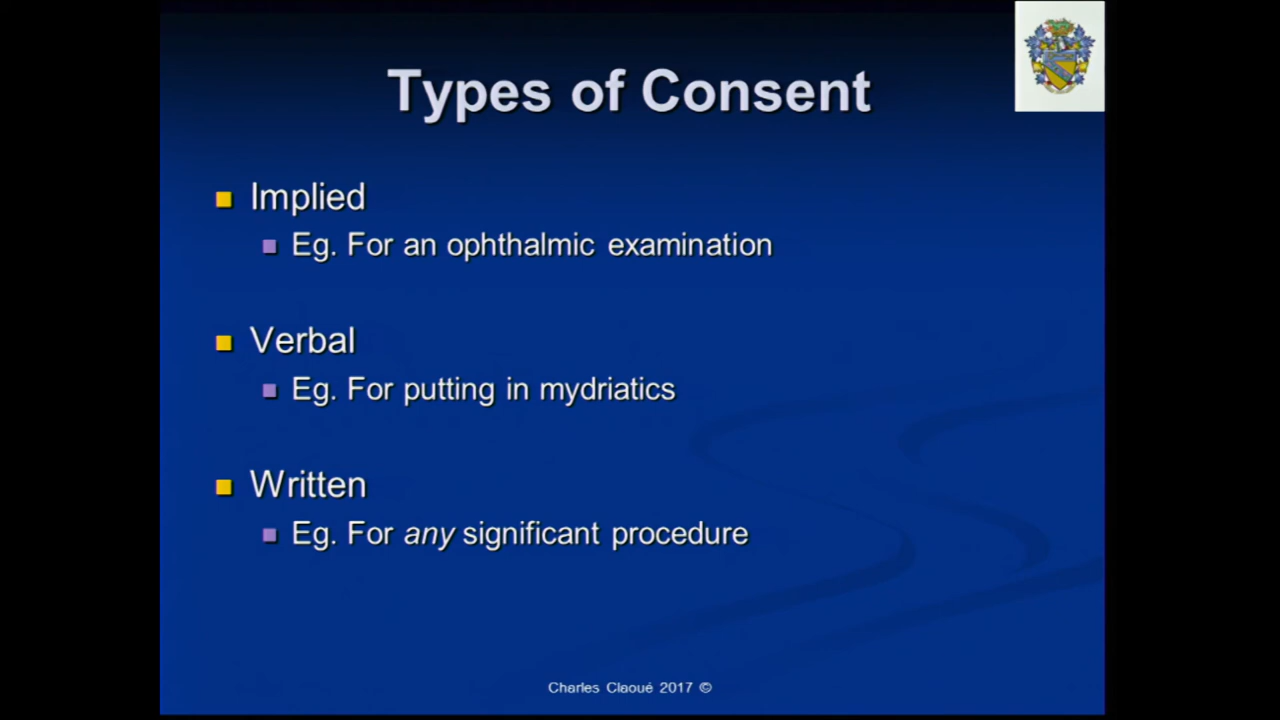 Types of Consent
Implied
Eg. For an ophthalmic examination
Verbal
Eg. For putting in mydriatics
Written
Eg. For any significant procedure
Charles Claoué 2017 ©